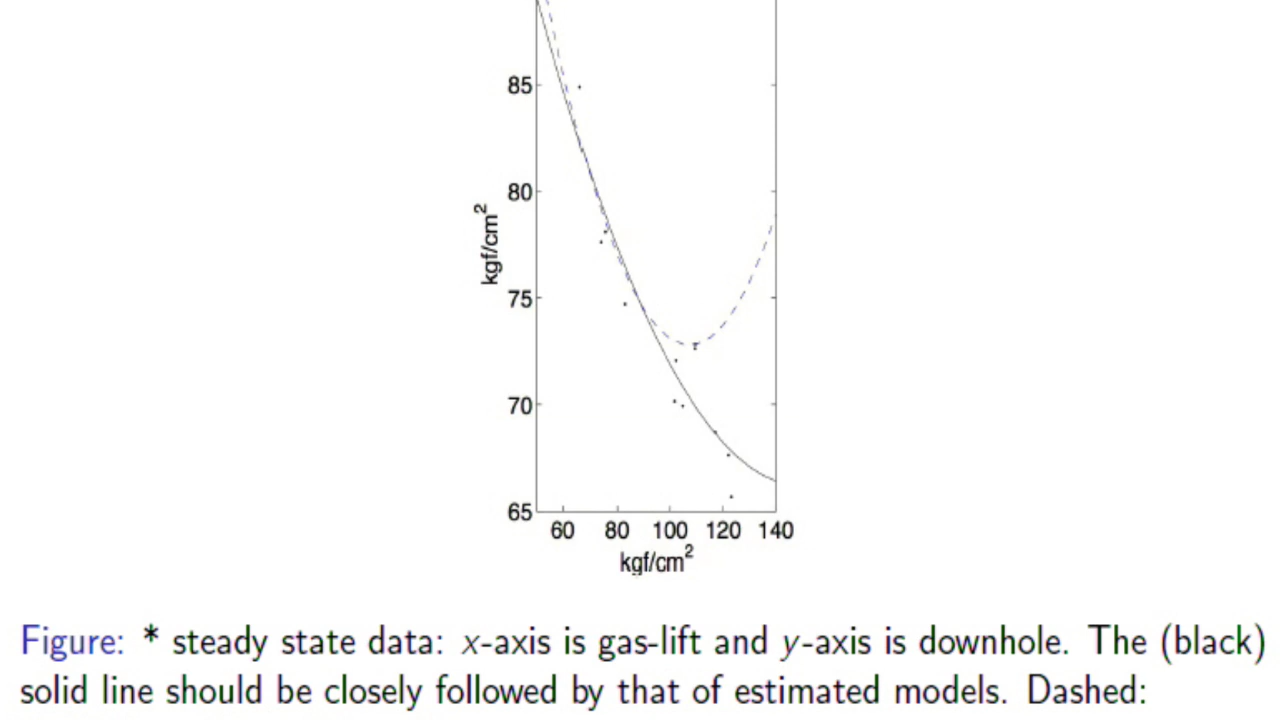 85
80
75
70
65
kgf/cm²
60 80 100 120 140
kgf/cm²
Figure: * steady state data: x-axis is gas-lift and y-axis is downhole. The (black)
solid line should be closely followed by that of estimated models. Dashed: